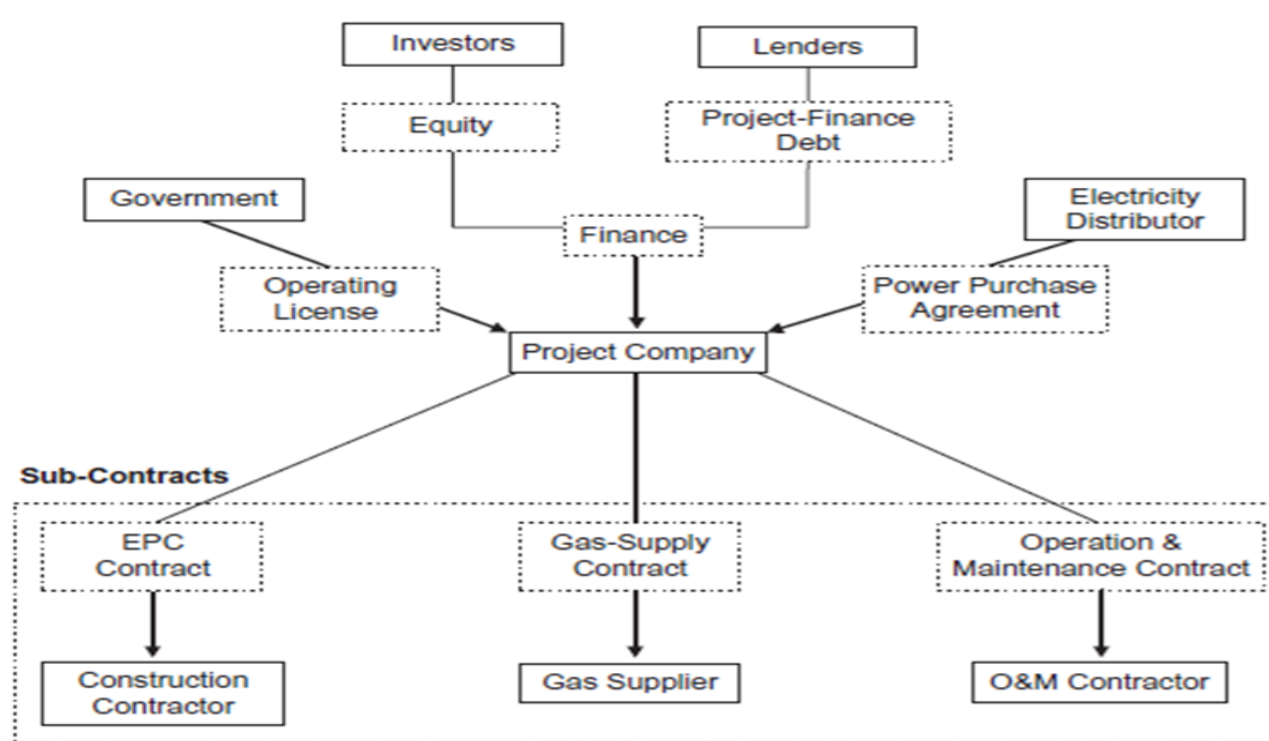 Investors
Lenders
Equity
Project-Finance
Debt
Government
Electricity
Distributor
Finance
Operating
License
Power Purchase
Agreement
Project Company
Sub-Contracts
EPC
Contract
Gas-Supply
Contract
Operation &
Maintenance Contract
Construction
Contractor
Gas Supplier
O&M Contractor